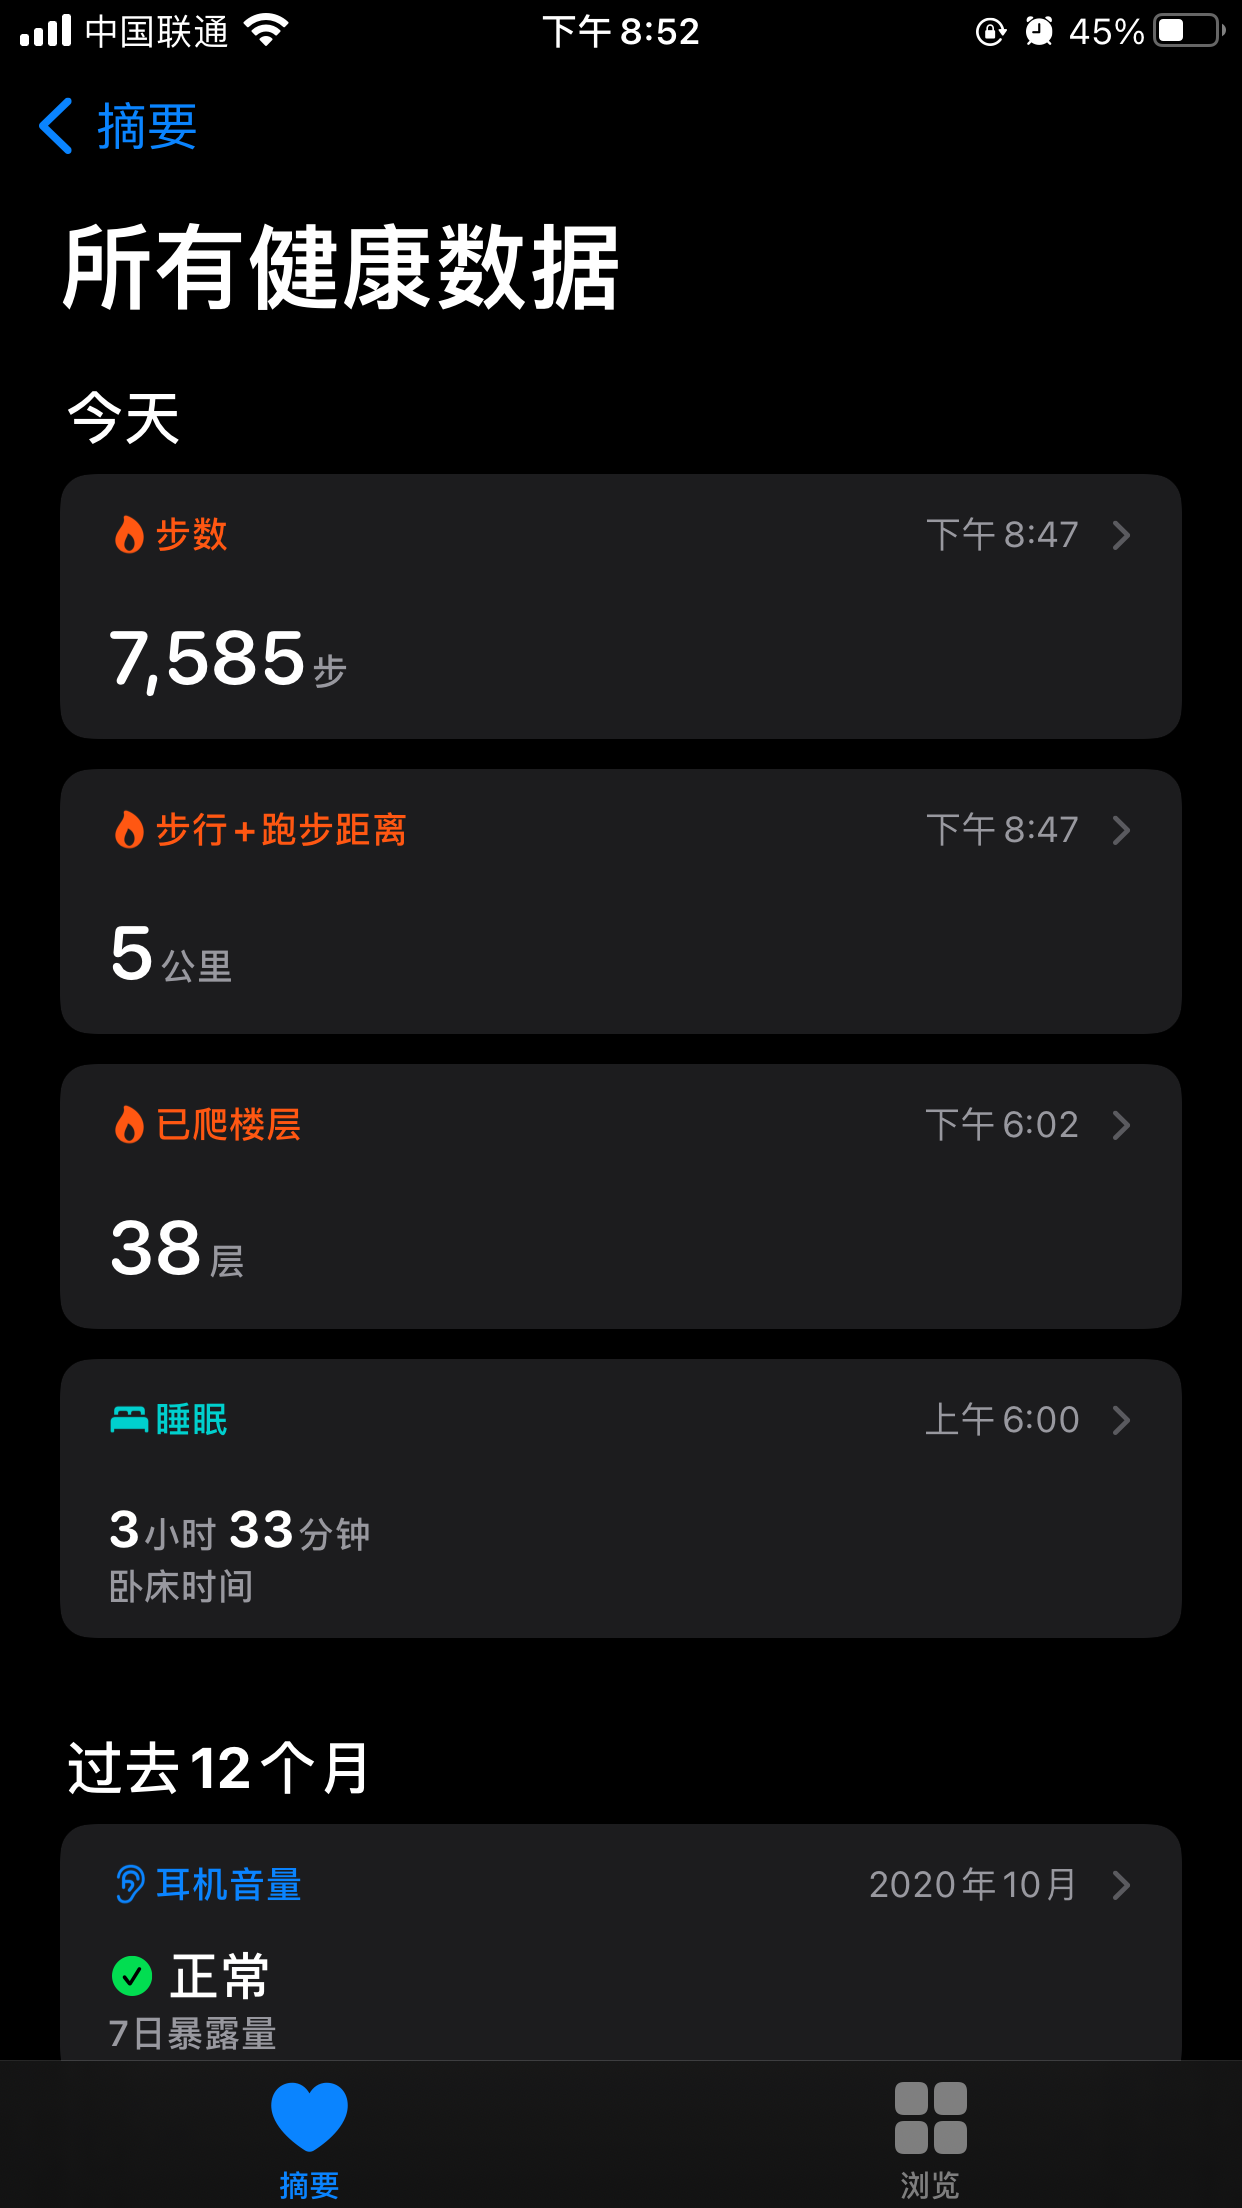 中国联通 下午8:52 45%
摘要
所有健康数据
今天
步数 下午8:47
7,585步
步行+跑步距离 下午8:47
5公里
已爬楼层 下午6:02
38层
睡眠 上午6:00
3小时 33分钟
卧床时间
过去12个月
耳机音量 2020年10月
正常
7日暴露量
摘要 浏览